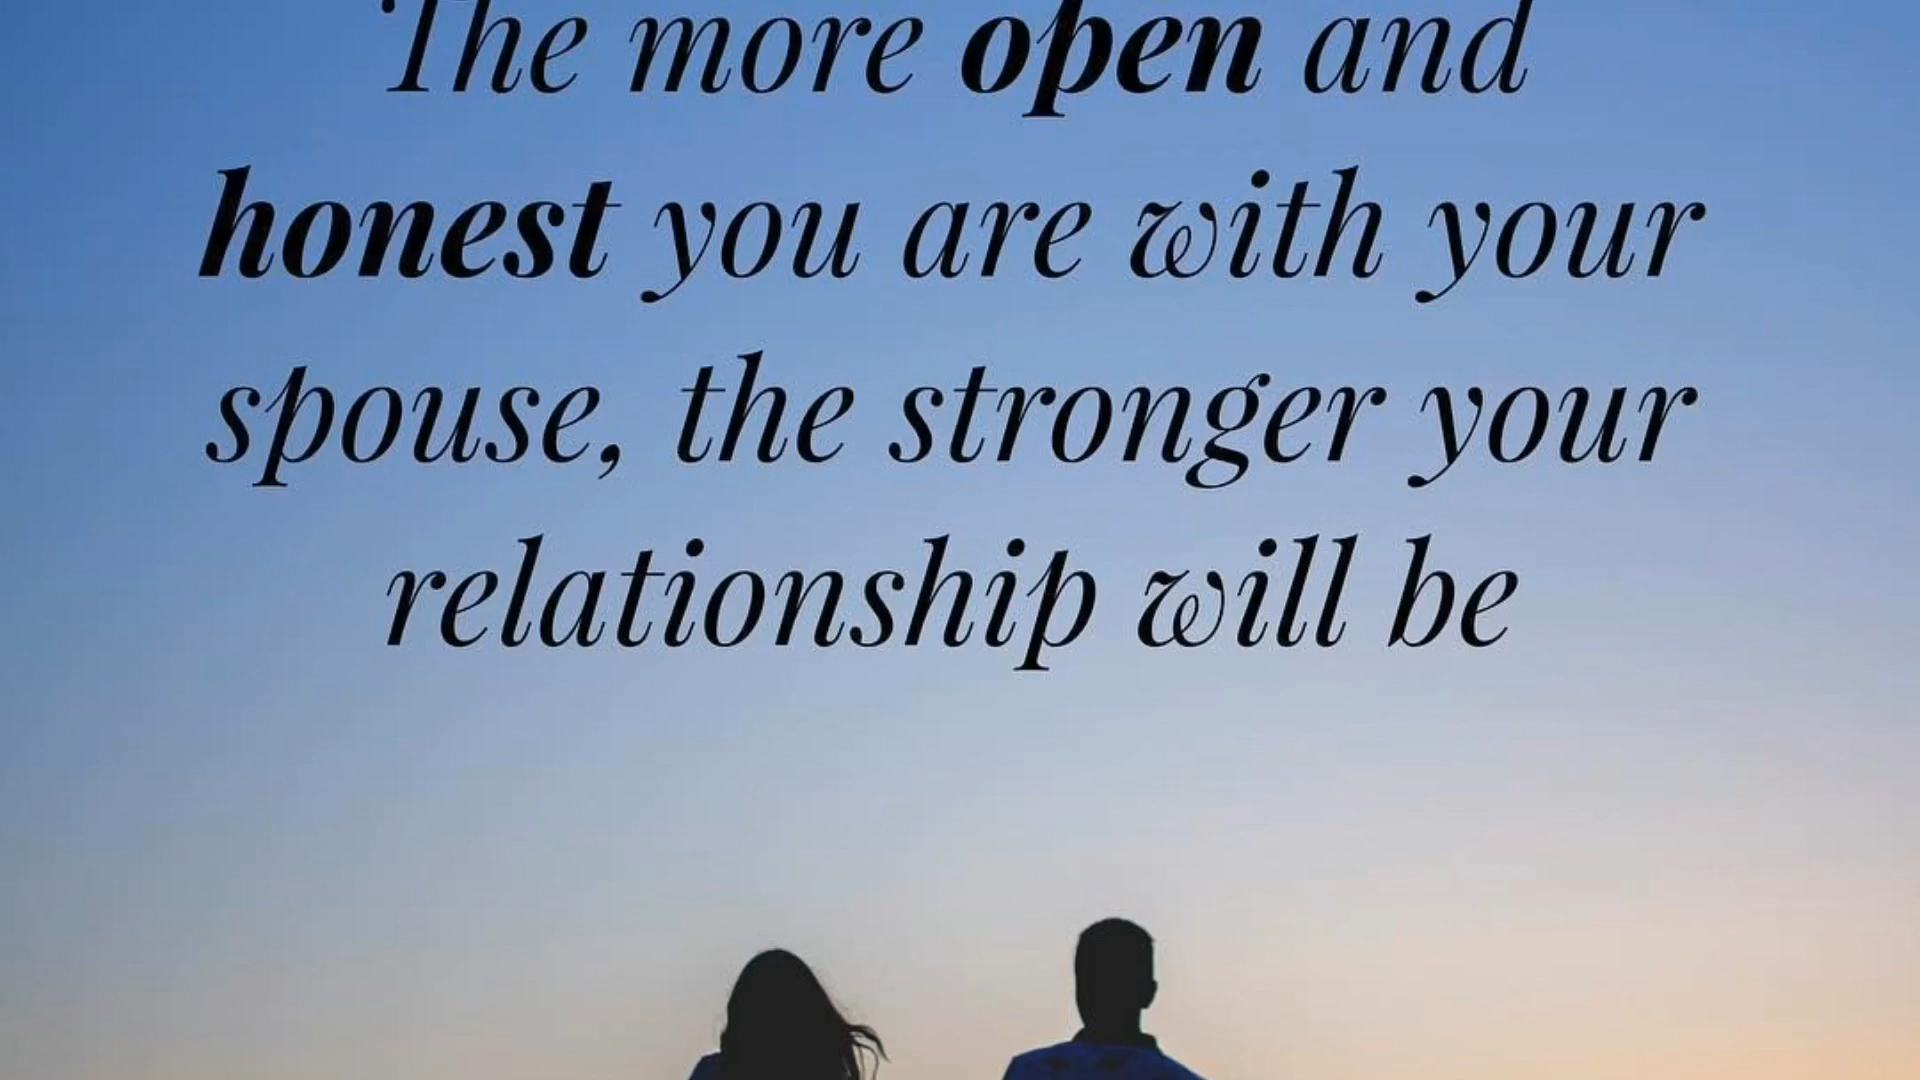 The more open and
honest you are with your
spouse, the stronger your
relationship will be